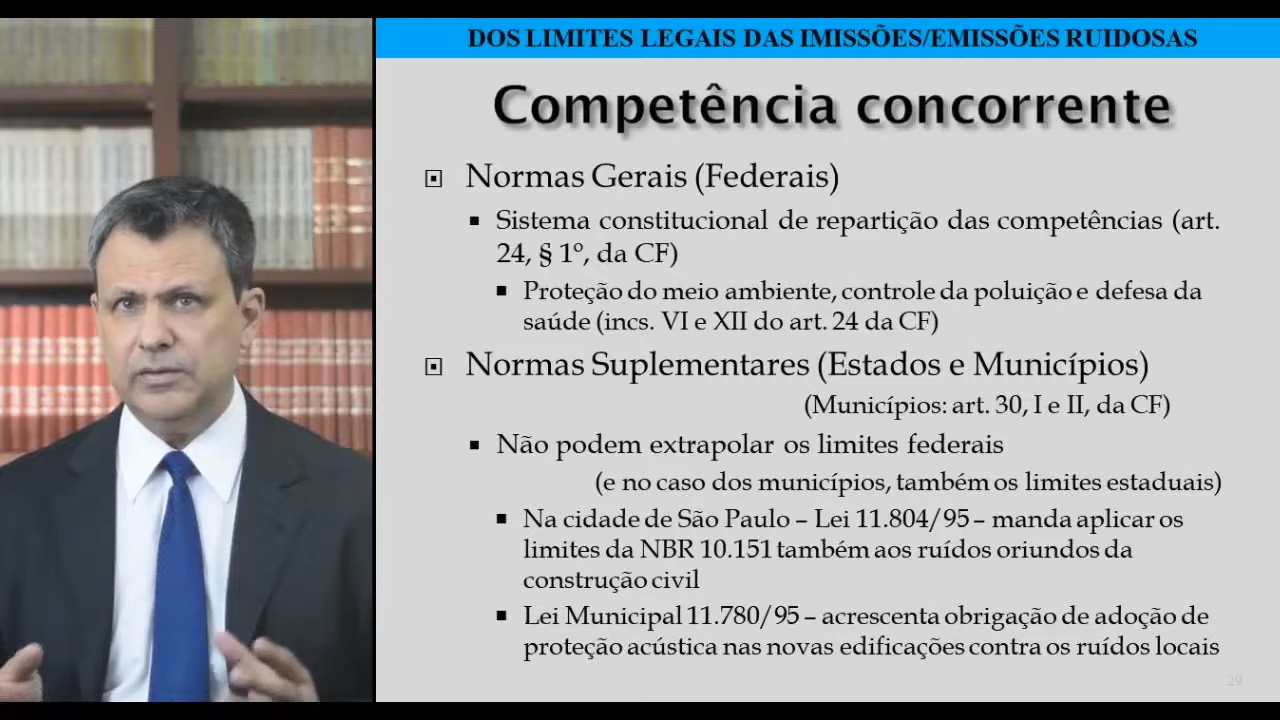 DOS LIMITES LEGAIS DAS IMISSÕES/EMISSÕES RUIDOSAS
Competência concorrente
Normas Gerais (Federais)
Sistema constitucional de repartição das competências (art.
24, § 1º, da CF)
Proteção do meio ambiente, controle da poluição e defesa da
saúde (incs. VI e XII do art. 24 da CF)
Normas Suplementares (Estados e Municípios)
(Municípios: art. 30, I e II, da CF)
Não podem extrapolar os limites federais
(e no caso dos municípios, também os limites estaduais)
Na cidade de São Paulo – Lei 11.804/95 – manda aplicar os
limites da NBR 10.151 também aos ruídos oriundos da
construção civil
Lei Municipal 11.780/95 – acrescenta obrigação de adoção de
proteção acústica nas novas edificações contra os ruídos locais
29